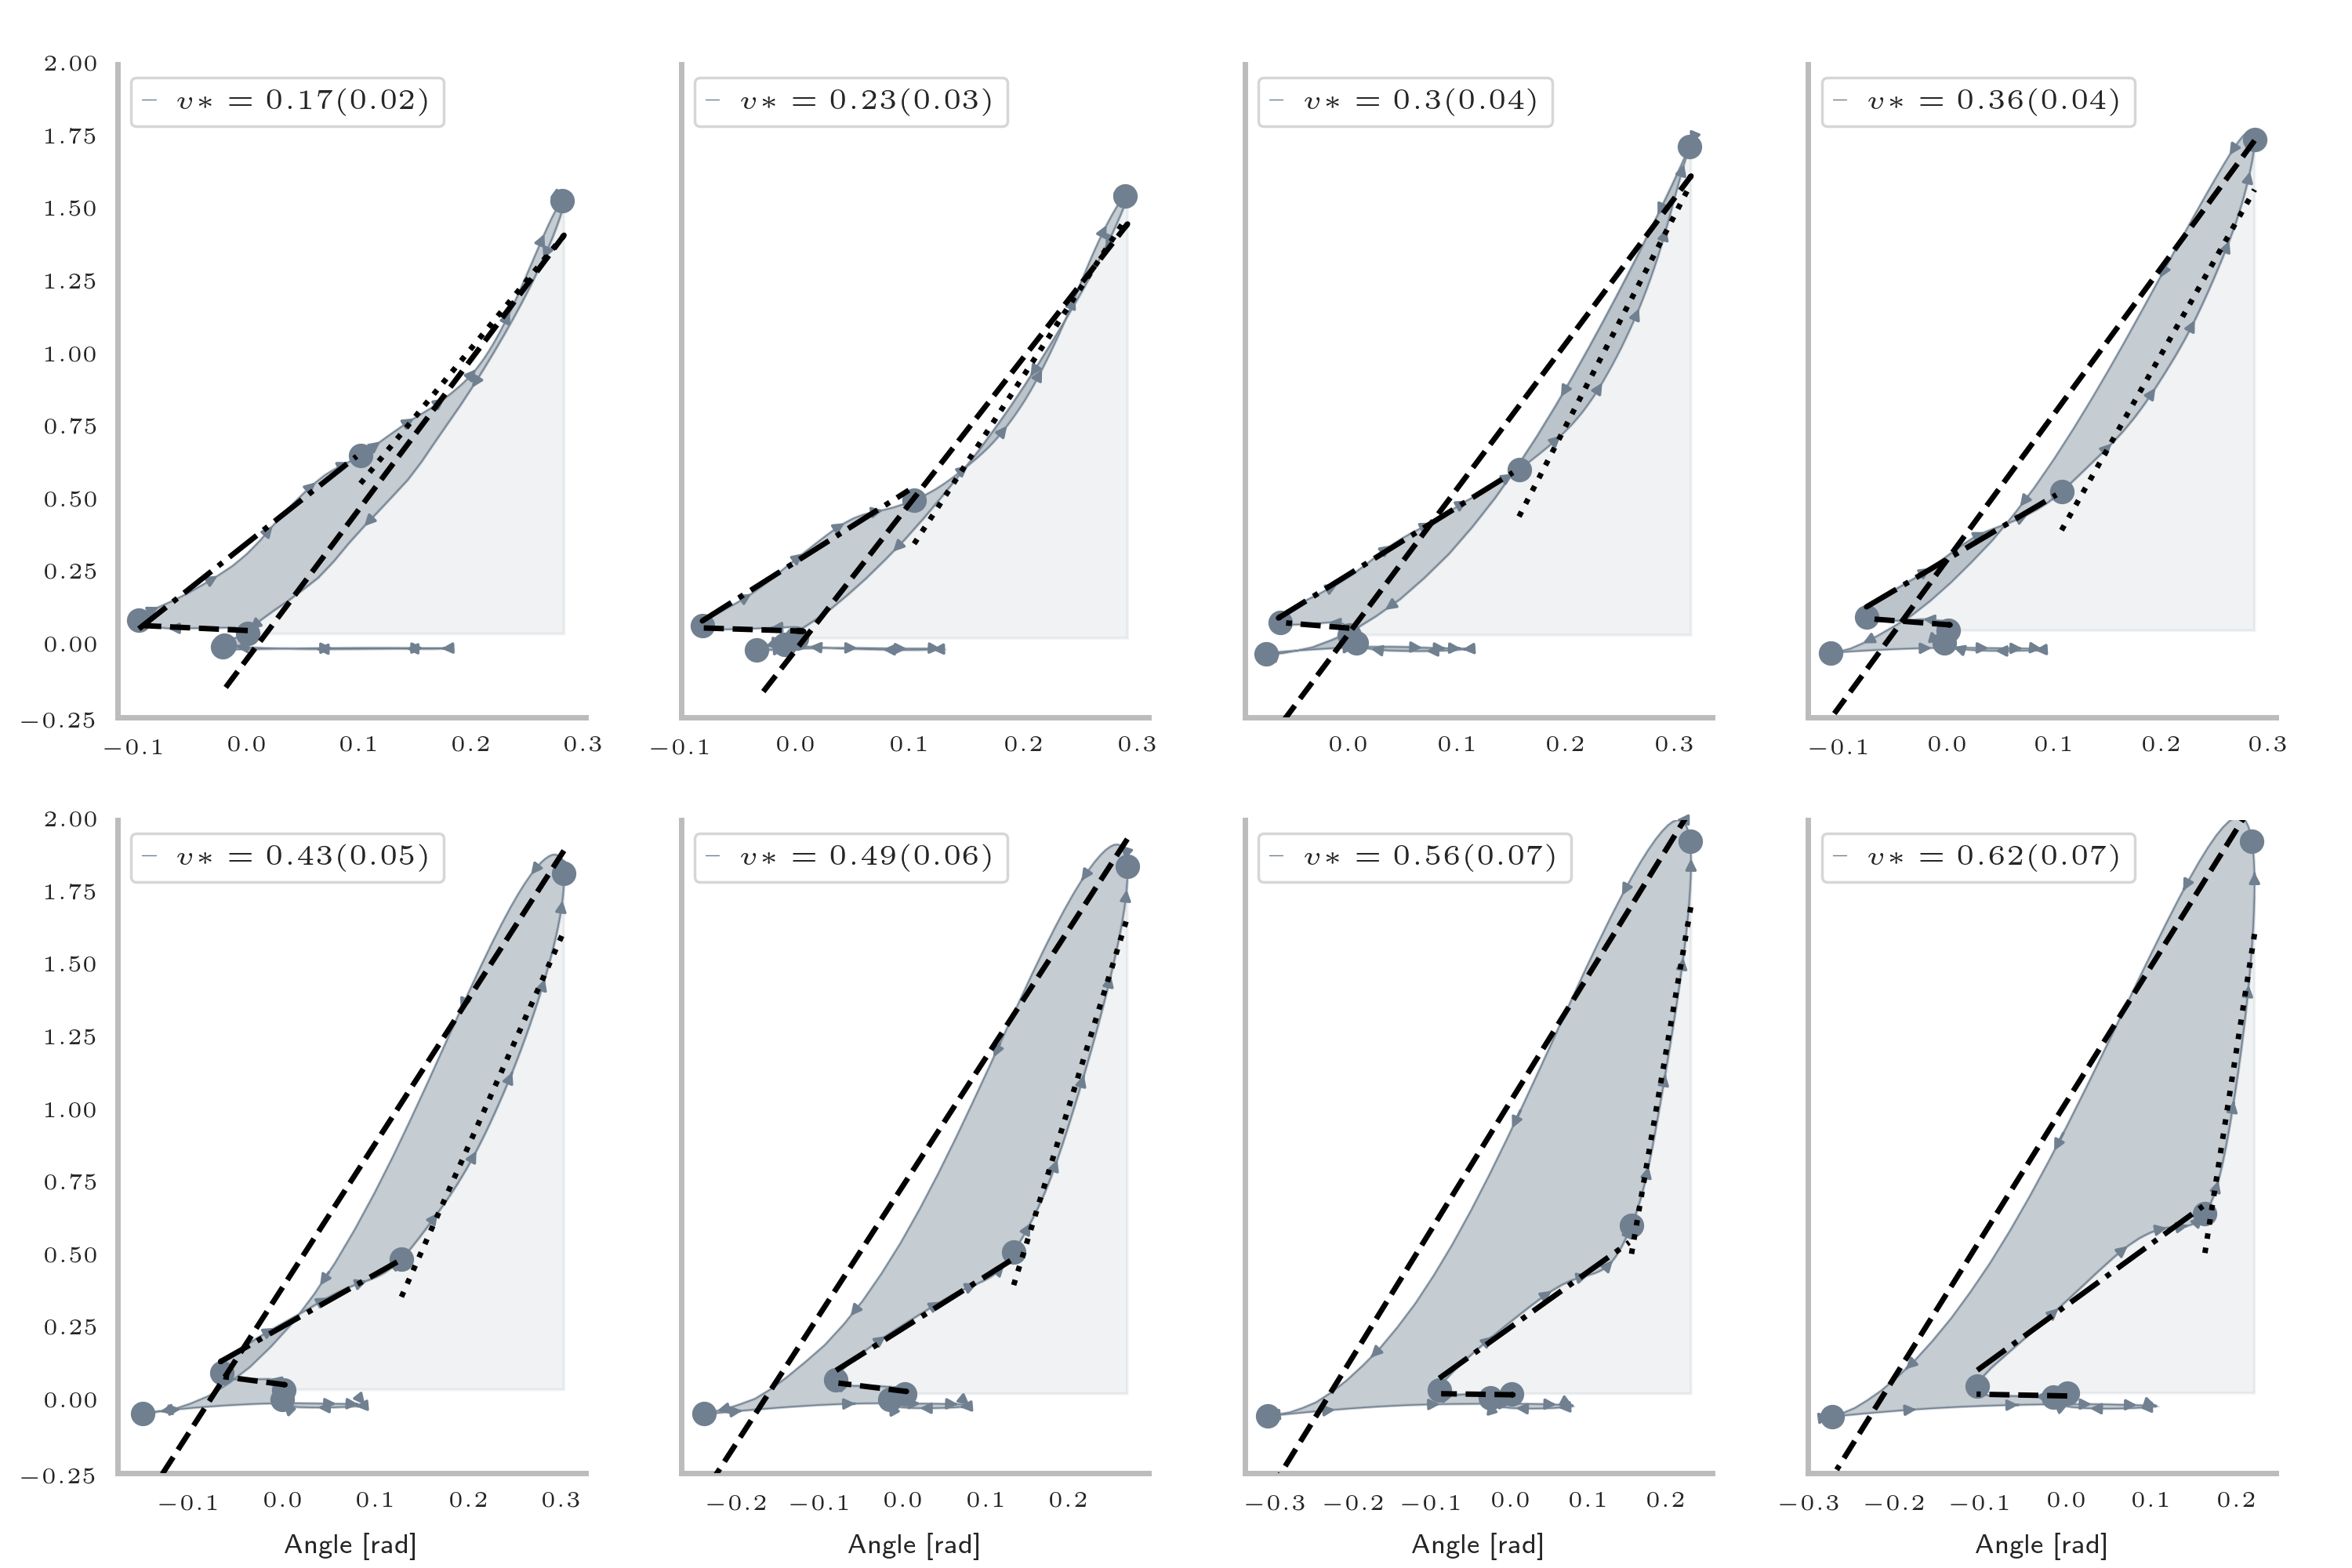 2.00
1.75
1.50
1.25
1.00
0.75
0.50
0.25
0.00
−0.25
v∗ = 0.17(0.02)
−0.1 0.0 0.1 0.2 0.3
v∗ = 0.23(0.03)
−0.1 0.0 0.1 0.2 0.3
v∗ = 0.3(0.04)
0.0 0.1 0.2 0.3
v∗ = 0.36(0.04)
−0.1 0.0 0.1 0.2 0.3
2.00
1.75
1.50
1.25
1.00
0.75
0.50
0.25
0.00
−0.25
v∗ = 0.43(0.05)
−0.1 0.0 0.1 0.2 0.3
Angle [rad]
v∗ = 0.49(0.06)
−0.2 −0.1 0.0 0.1 0.2
Angle [rad]
v∗ = 0.56(0.07)
−0.3 −0.2 −0.1 0.0 0.1 0.2
Angle [rad]
v∗ = 0.62(0.07)
−0.3 −0.2 −0.1 0.0 0.1 0.2
Angle [rad]